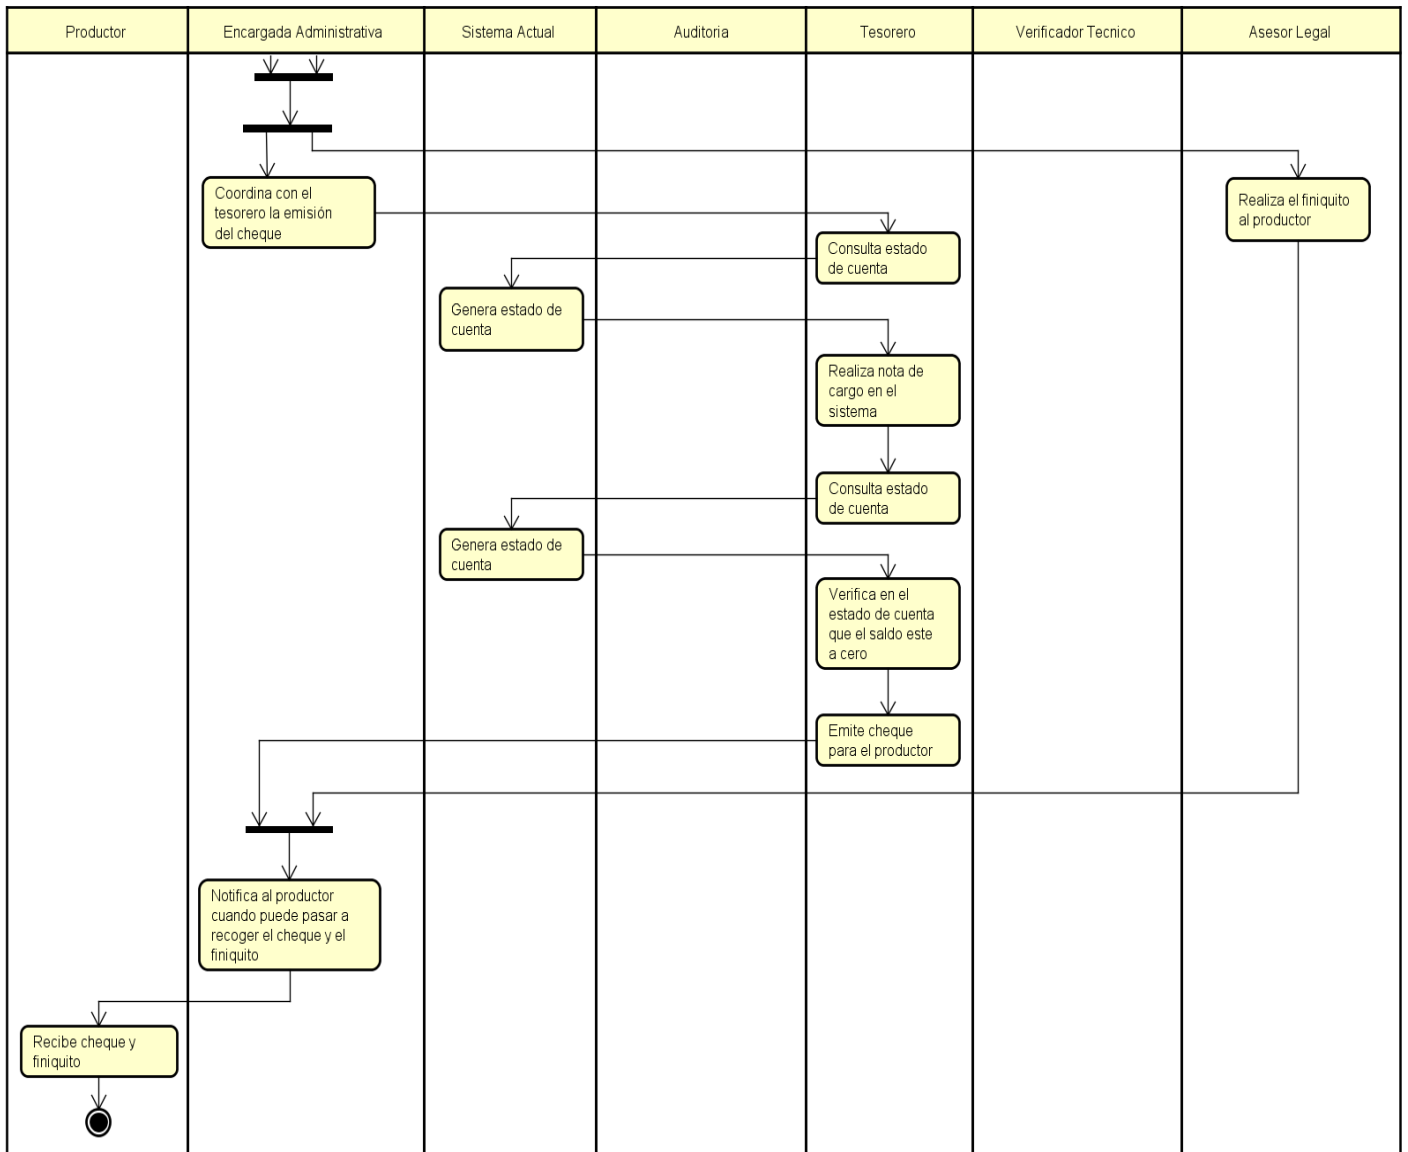 Productor
Encargada Administrativa
Sistema Actual
Auditoria
Tesorero
Verificador Tecnico
Asesor Legal
Coordina con el
tesorero la emisión
del cheque
Realiza el finiquito
al productor
Consulta estado
de cuenta
Genera estado de
cuenta
Realiza nota de
cargo en el
sistema
Consulta estado
de cuenta
Genera estado de
cuenta
Verifica en el
estado de cuenta
que el saldo este
a cero
Emite cheque
para el productor
Notifica al productor
cuando puede pasar a
recoger el cheque y el
finiquito
Recibe cheque y
finiquito